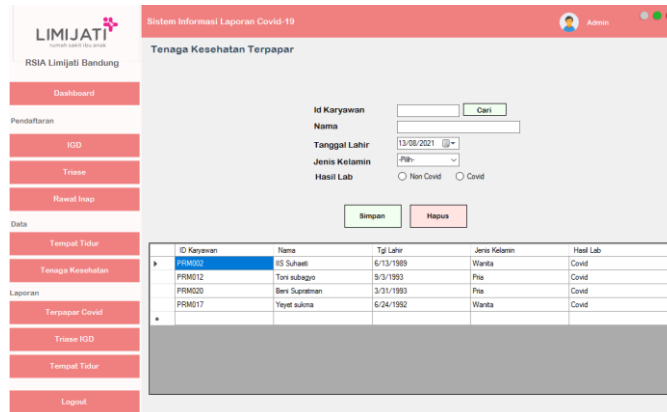 LIMIJATI
rumah sakit ibu anak
RSIA Limijati Bandung
Dashboard
Pendaftaran
IGD
Triase
Rawat Inap
Data
Tempat Tidur
Tenaga Kesehatan
Laporan
Terpapar Covid
Triase IGD
Tempat Tidur
Logout
Sistem Informasi Laporan Covid-19
Admin
Tenaga Kesehatan Terpapar
Id Karyawan
Cari
Nama
Tanggal Lahir 13/08/2021
Jenis Kelamin -Pilih-
Hasil Lab Non Covid Covid
Simpan Hapus
ID Karyawan Nama Tgl Lahir Jenis Kelamin Hasil Lab
PRM002 IIS Suhaeti 6/13/1989 Wanita Covid
PRM012 Toni subagyo 9/3/1993 Pria Covid
PRM020 Beni Supratman 3/31/1993 Pria Covid
PRM017 Yeyet sukma 6/24/1992 Wanita Covid